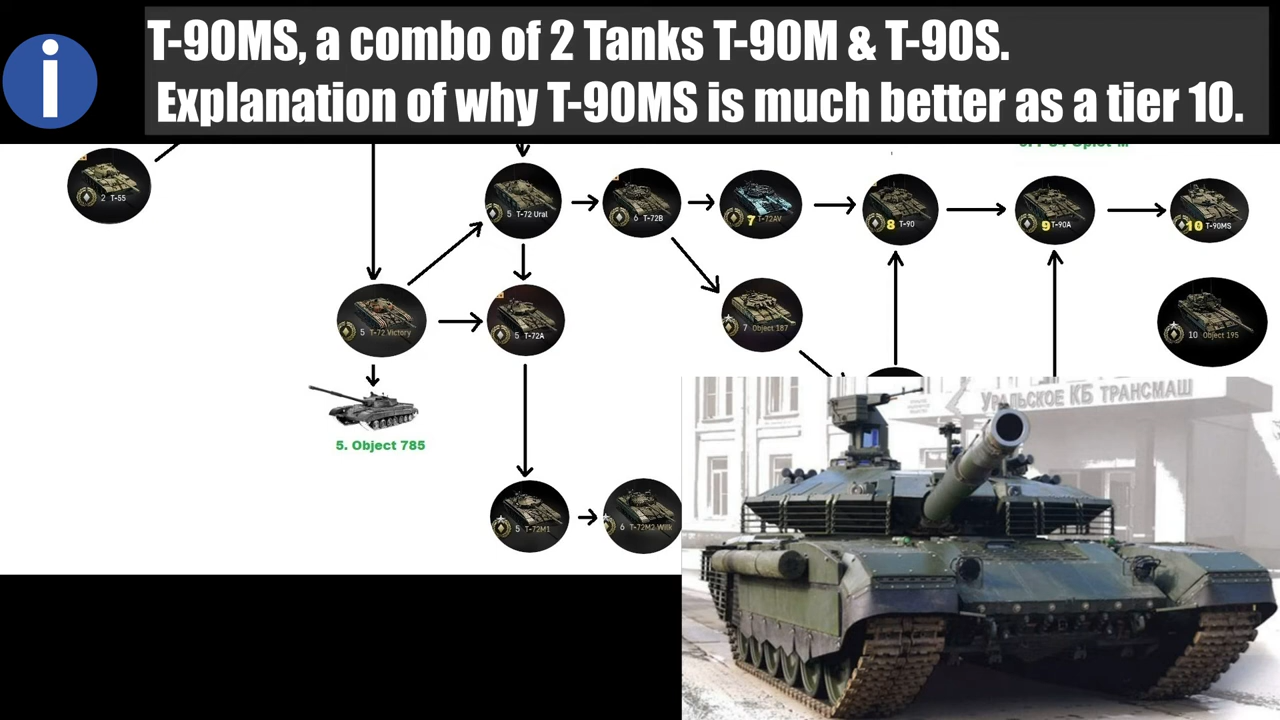 i
T-90MS, a combo of 2 Tanks T-90M & T-90S.
Explanation of why T-90MS is much better as a tier 10.
2 T-55
5 T-72 Ural
6 T-72B
7 T-72AV
8 T-90
9 T-90A
10 T-90MS
5 T-72 Victory
5 T-72A
7 Object 187
10 Object 195
5. Object 785
УРАЛЬСКОЕ КБ ТРАНСМАШ
5 T-72M1
6 T-72M2 Wilk